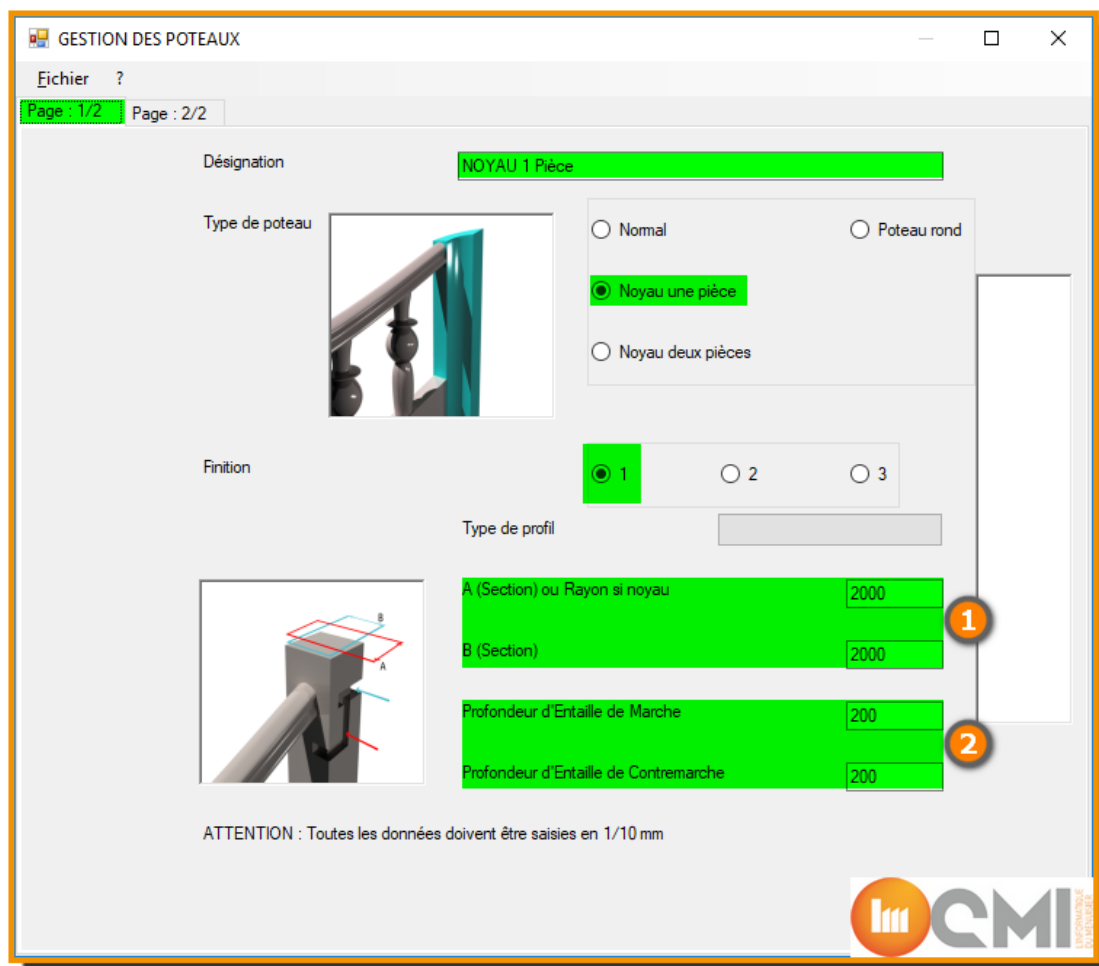 GESTION DES POTEAUX
Fichier ?
Page : 1/2 Page : 2/2
Désignation NOYAU 1 Pièce
Type de poteau
Normal Poteau rond
Noyau une pièce
Noyau deux pièces
Finition 1 2 3
Type de profil
A (Section) ou Rayon si noyau 2000
1
B (Section) 2000
B
A
Profondeur d'Entaille de Marche 200
2
Profondeur d'Entaille de Contremarche 200
ATTENTION : Toutes les données doivent être saisies en 1/10 mm
CMI
L'INFORMATIQUE
DU MENUISIER